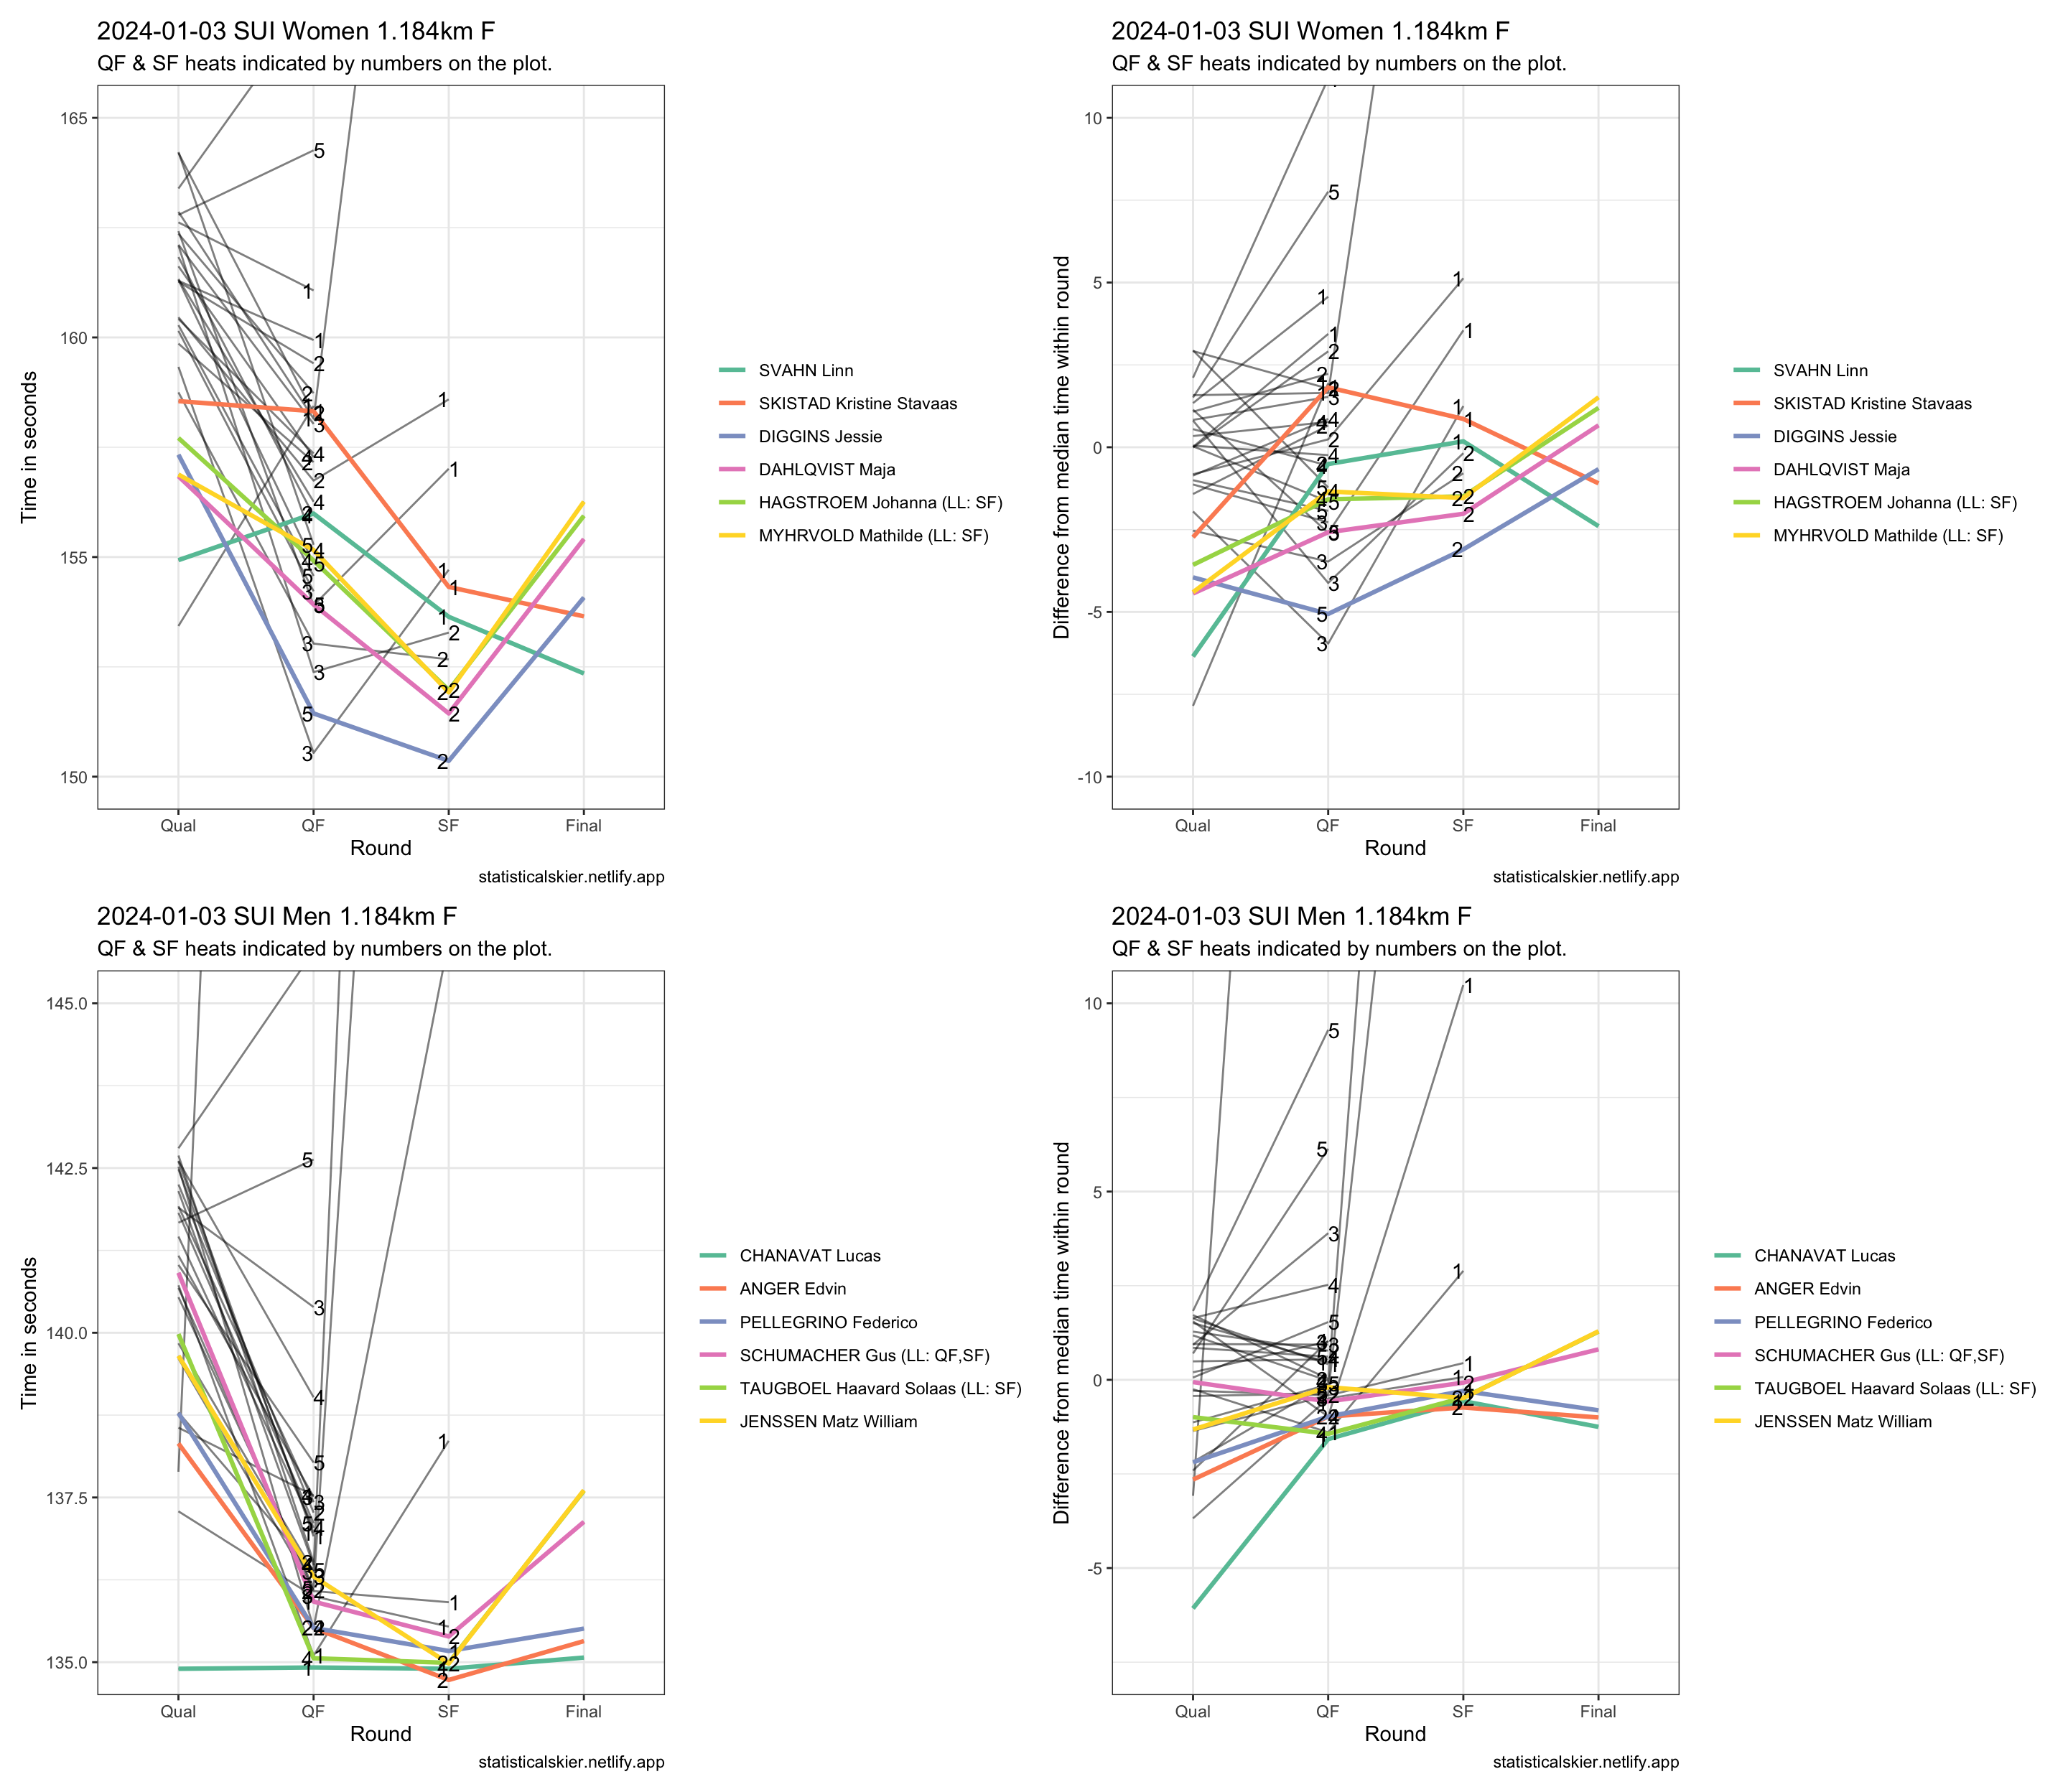 2024-01-03 SUI Women 1.184km F
QF & SF heats indicated by numbers on the plot.
165
160
155
150
Time in seconds
Qual
QF
SF
Final
Round
SVAHN Linn
SKISTAD Kristine Stavaas
DIGGINS Jessie
DAHLQVIST Maja
HAGSTROEM Johanna (LL: SF)
MYHRVOLD Mathilde (LL: SF)
statisticalskier.netlify.app
2024-01-03 SUI Women 1.184km F
QF & SF heats indicated by numbers on the plot.
10
5
0
-5
-10
Difference from median time within round
Qual
QF
SF
Final
Round
SVAHN Linn
SKISTAD Kristine Stavaas
DIGGINS Jessie
DAHLQVIST Maja
HAGSTROEM Johanna (LL: SF)
MYHRVOLD Mathilde (LL: SF)
statisticalskier.netlify.app
2024-01-03 SUI Men 1.184km F
QF & SF heats indicated by numbers on the plot.
145.0
142.5
140.0
137.5
135.0
Time in seconds
Qual
QF
SF
Final
Round
CHANAVAT Lucas
ANGER Edvin
PELLEGRINO Federico
SCHUMACHER Gus (LL: QF,SF)
TAUGBOEL Haavard Solaas (LL: SF)
JENSSEN Matz William
statisticalskier.netlify.app
2024-01-03 SUI Men 1.184km F
QF & SF heats indicated by numbers on the plot.
10
5
0
-5
Difference from median time within round
Qual
QF
SF
Final
Round
CHANAVAT Lucas
ANGER Edvin
PELLEGRINO Federico
SCHUMACHER Gus (LL: QF,SF)
TAUGBOEL Haavard Solaas (LL: SF)
JENSSEN Matz William
statisticalskier.netlify.app